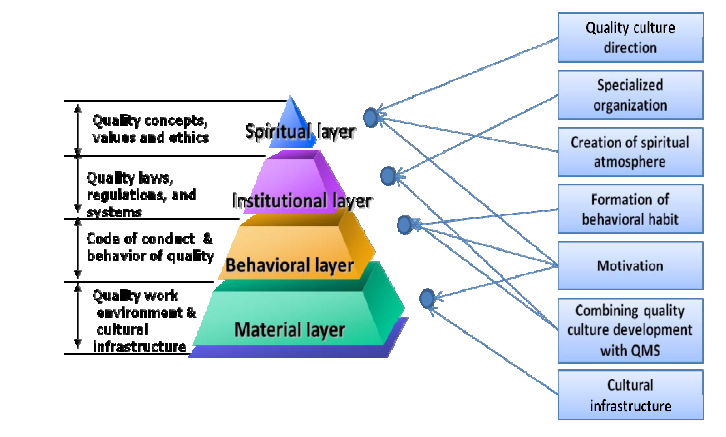 Quality concepts,
values and ethics
Quality laws,
regulations, and
systems
Code of conduct &
behavior of quality
Quality work
environment &
cultural
infrastructure
Spiritual layer
Institutional layer
Behavioral layer
Material layer
Quality culture
direction
Specialized
organization
Creation of spiritual
atmosphere
Formation of
behavioral habit
Motivation
Combining quality
culture development
with QMS
Cultural
infrastructure